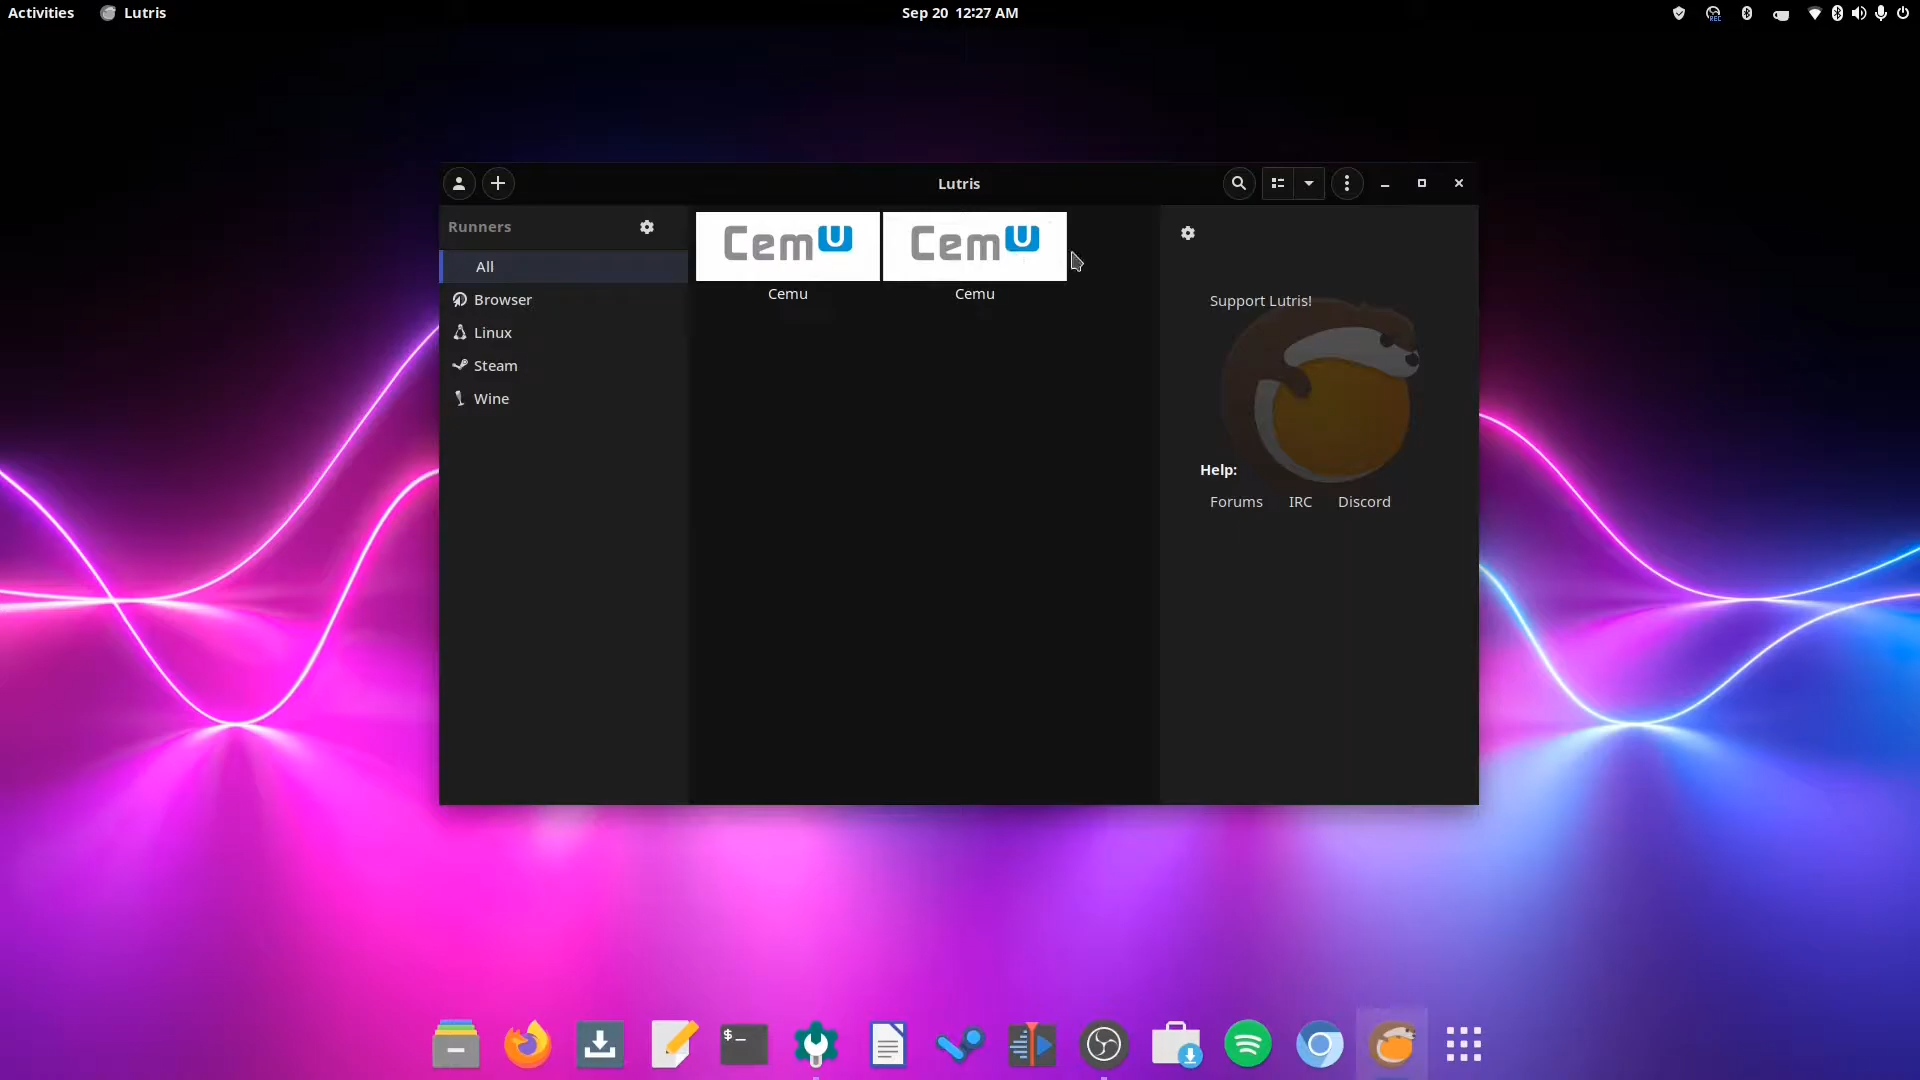 Activities Lutris Sep 20 12:27 AM
REC
Lutris
Runners
All
Browser
Linux
Steam
Wine
Cemu Cemu
Cemu Cemu
Support Lutris!
Help:
Forums IRC Discord
$_